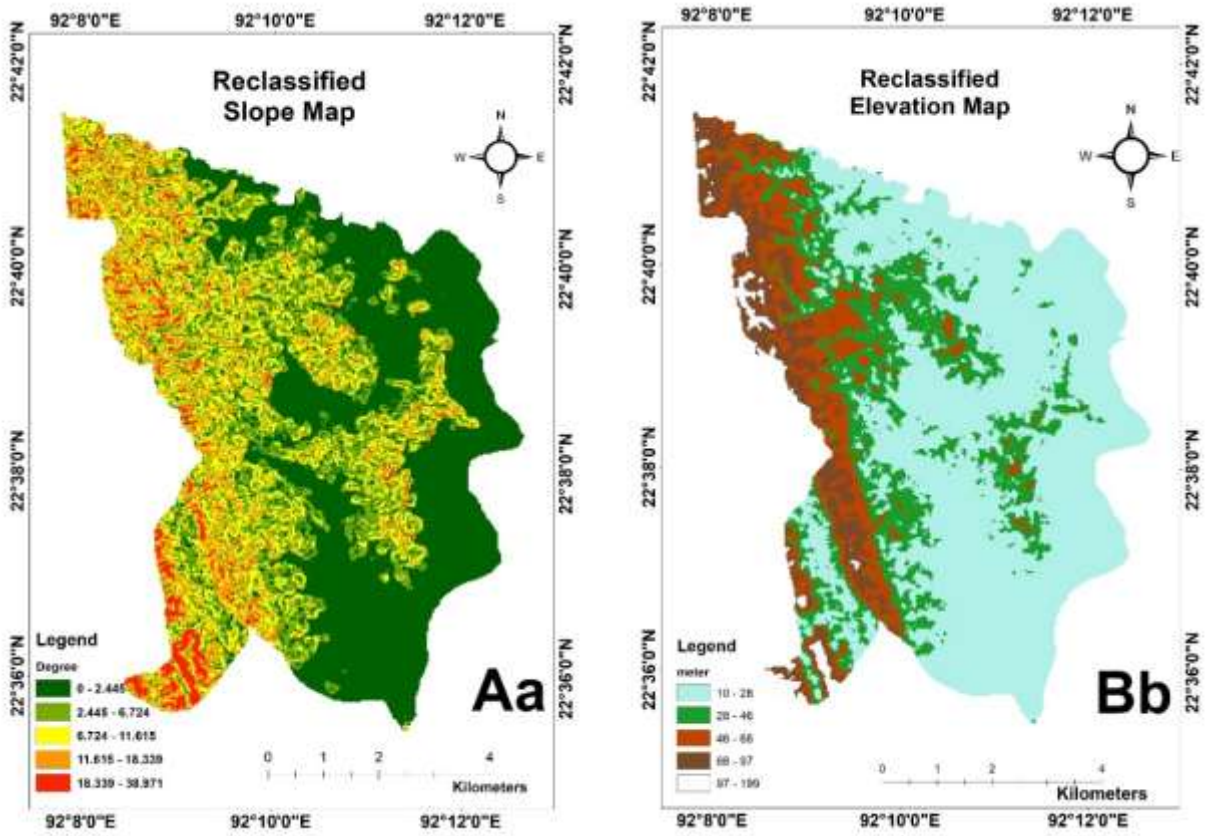 92°8'0"E 92°10'0"E 92°12'0"E
Reclassified
Slope Map
N
W E
S
22°42'0"N 22°42'0"N
22°40'0"N 22°40'0"N
22°38'0"N 22°38'0"N
22°36'0"N 22°36'0"N
Legend
Degree
0 - 2.445
2.445 - 6.724
6.724 - 11.615
11.615 - 18.339
18.339 - 38.971
Aa
0 2 4
Kilometers
92°8'0"E 92°10'0"E 92°12'0"E
92°8'0"E 92°10'0"E 92°12'0"E
Reclassified
Elevation Map
N
W E
S
22°42'0"N 22°42'0"N
22°40'0"N 22°40'0"N
22°38'0"N 22°38'0"N
22°36'0"N 22°36'0"N
Legend
meter
10 - 28
28 - 46
46 - 66
66 - 97
97 - 199
Bb
0 1 2 4
Kilometers
92°8'0"E 92°10'0"E 92°12'0"E